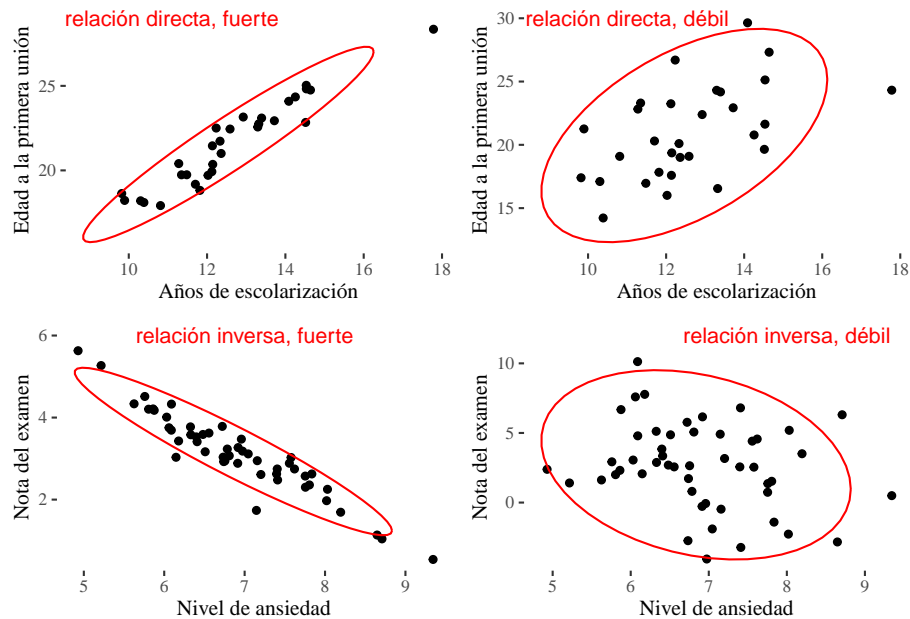 relación directa, fuerte
Edad a la primera unión
25
20
10
12
14
16
18
Años de escolarización
relación directa, débil
Edad a la primera unión
30
25
20
15
10
12
14
16
18
Años de escolarización
relación inversa, fuerte
Nota del examen
6
4
2
5
6
7
8
9
Nivel de ansiedad
relación inversa, débil
Nota del examen
10
5
0
5
6
7
8
9
Nivel de ansiedad